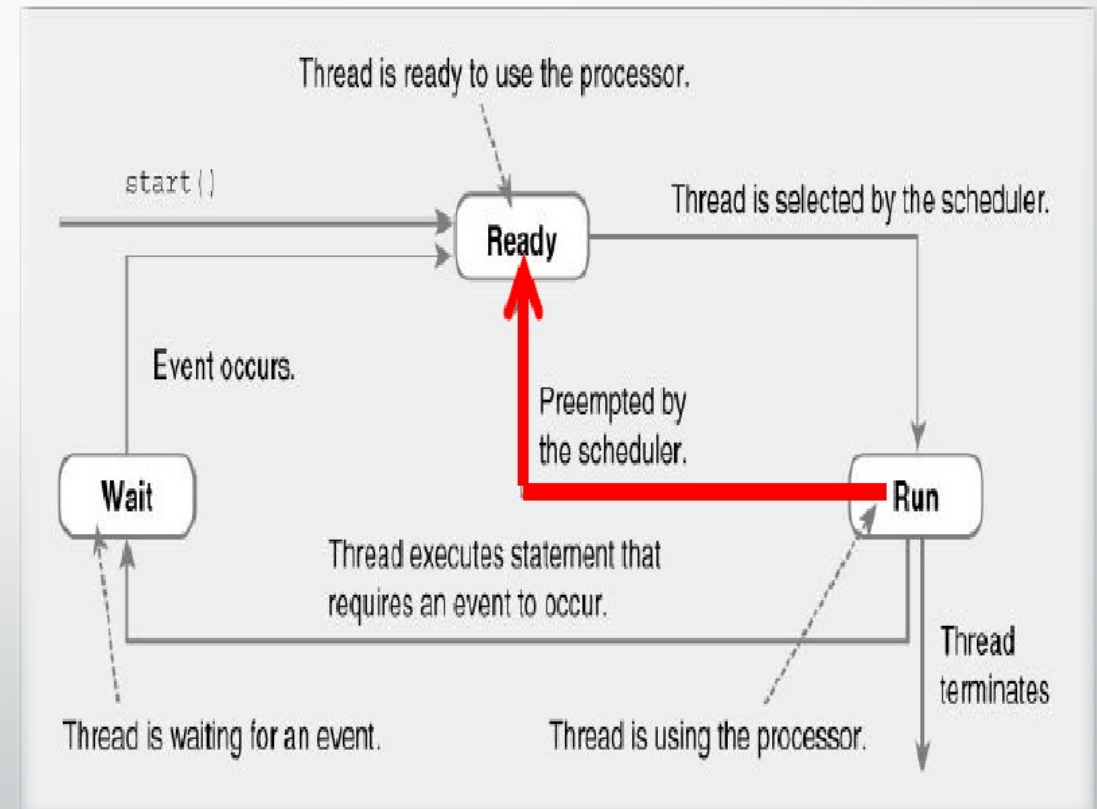 Thread is ready to use the processor.
start()
Thread is selected by the scheduler.
Ready
Event occurs.
Preempted by
the scheduler.
Wait
Run
Thread executes statement that
requires an event to occur.
Thread
terminates
Thread is waiting for an event.
Thread is using the processor.